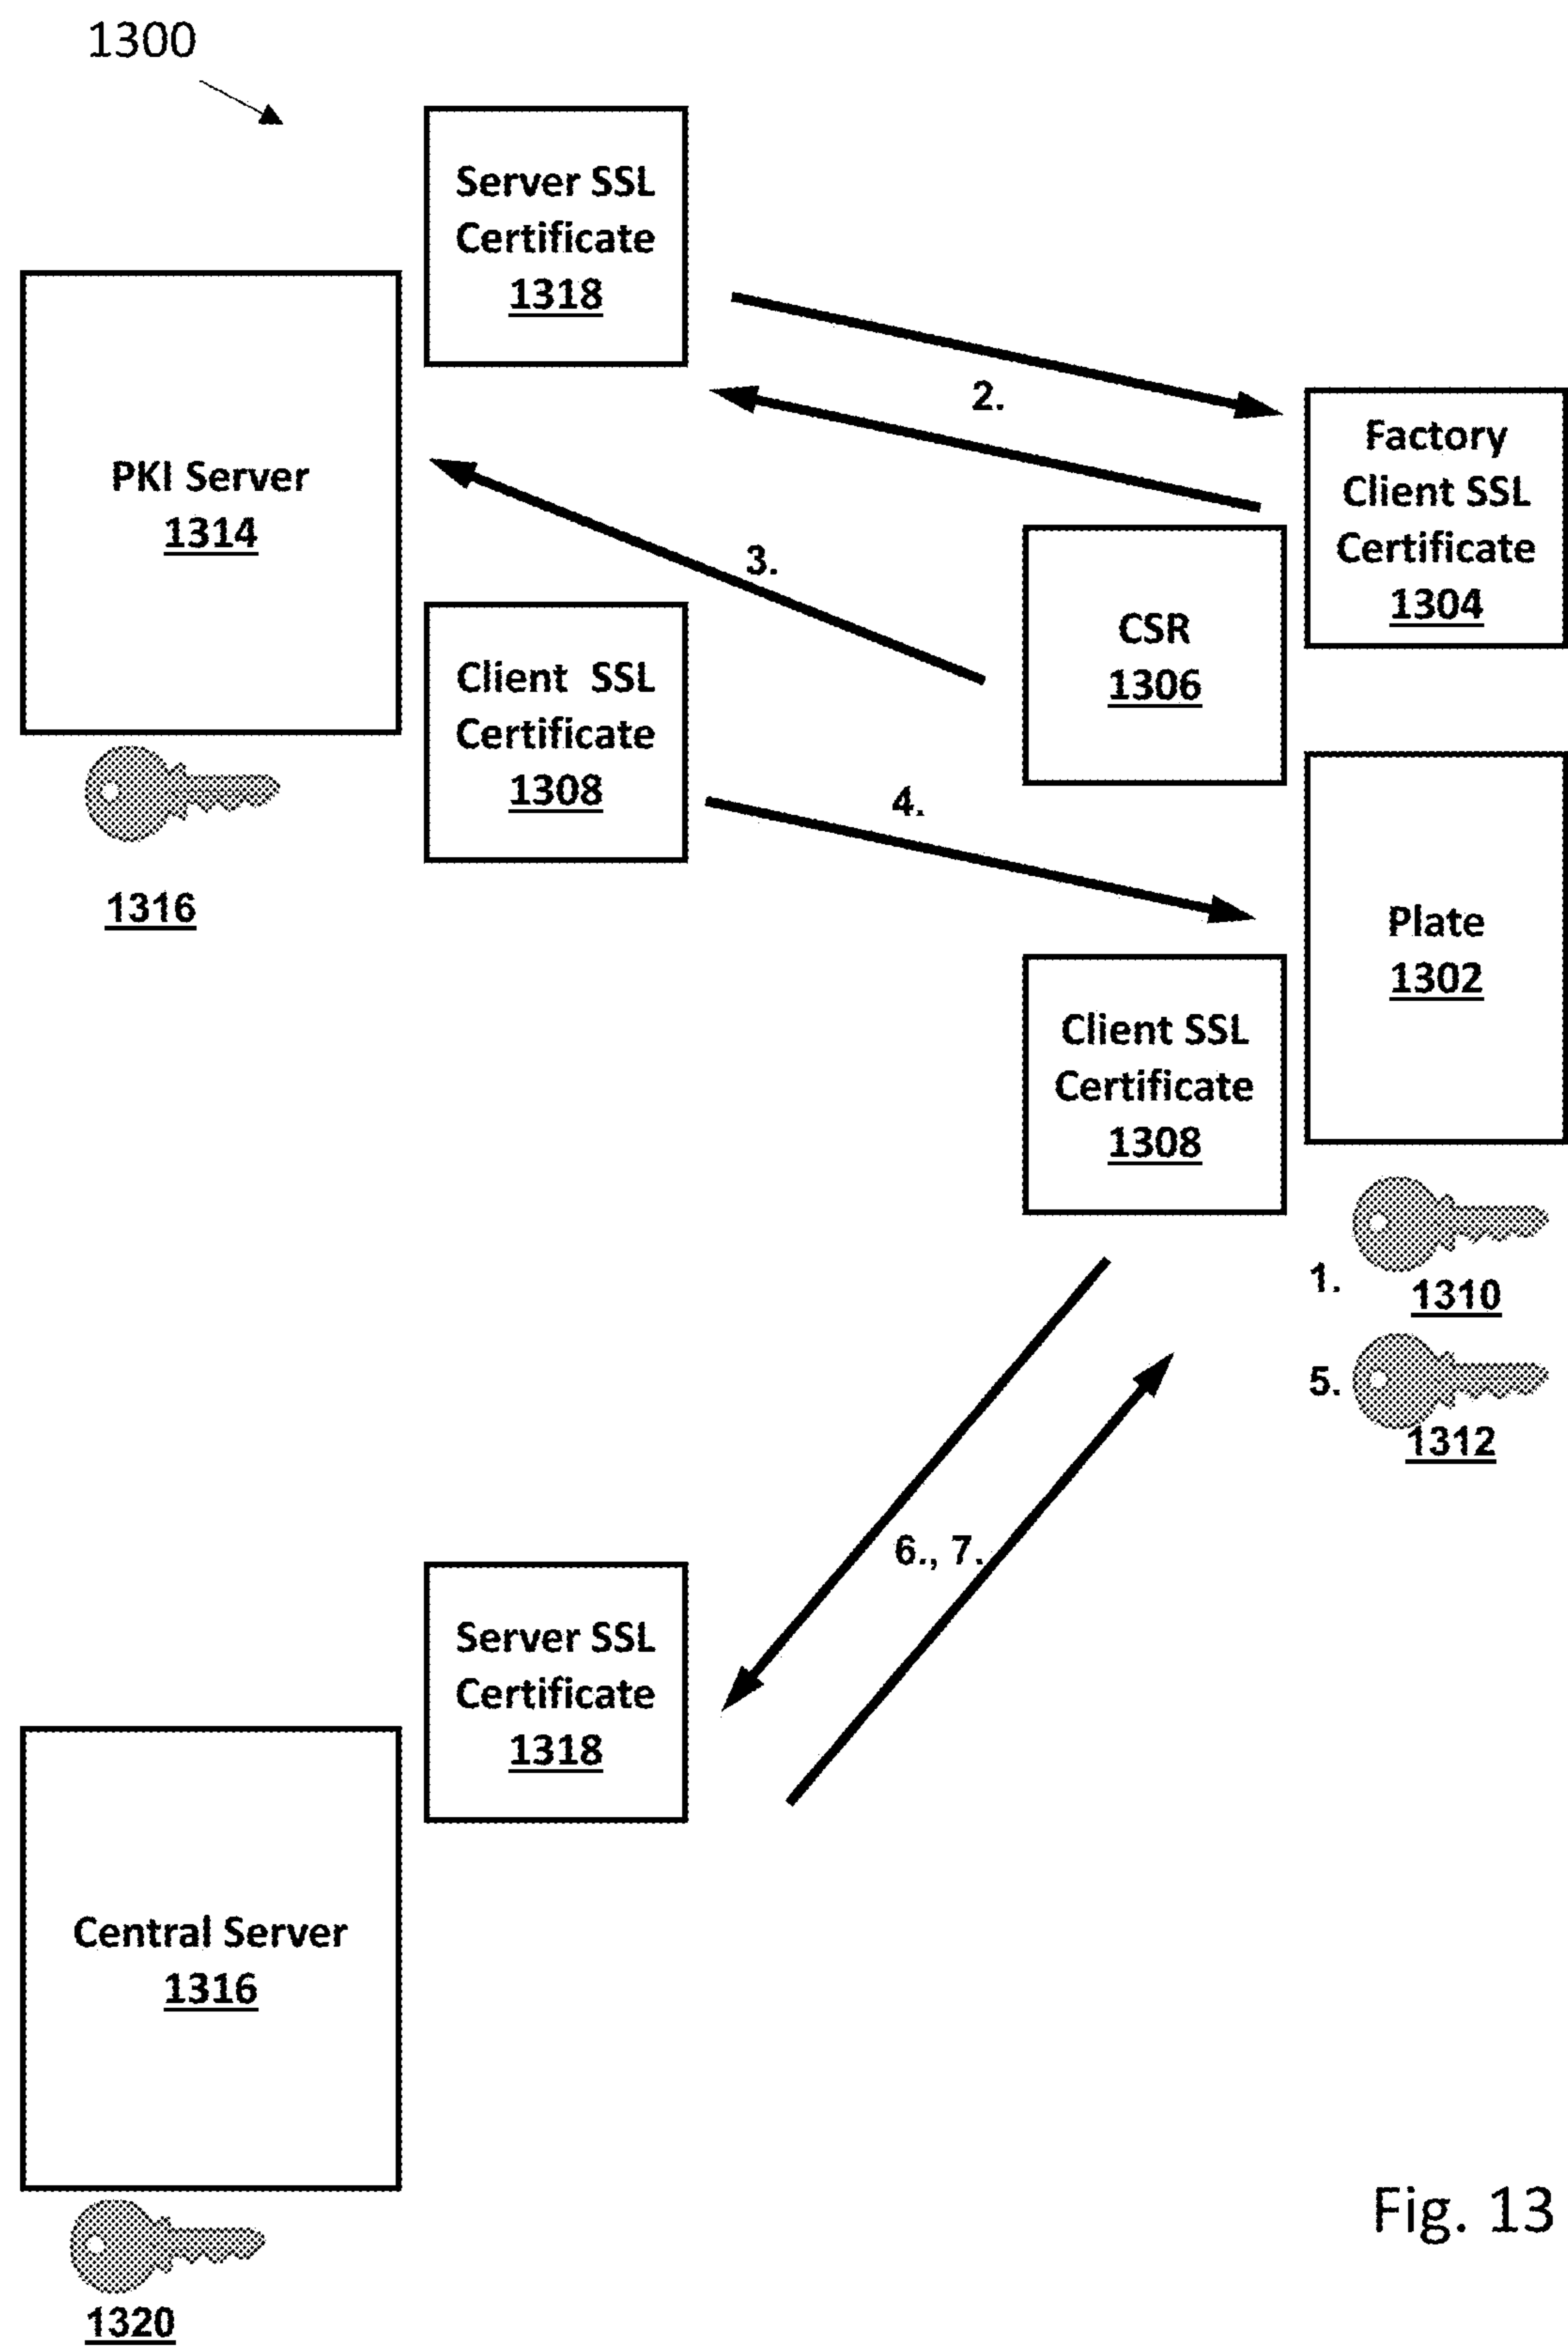 1300
Server SSL
Certificate
1318
PKI Server
1314
2.
Factory
Client SSL
Certificate
1304
3.
CSR
1306
Client SSL
Certificate
1308
1316
4.
Plate
1302
Client SSL
Certificate
1308
1.
1310
5.
1312
6., 7.
Server SSL
Certificate
1318
Central Server
1316
1320
Fig. 13